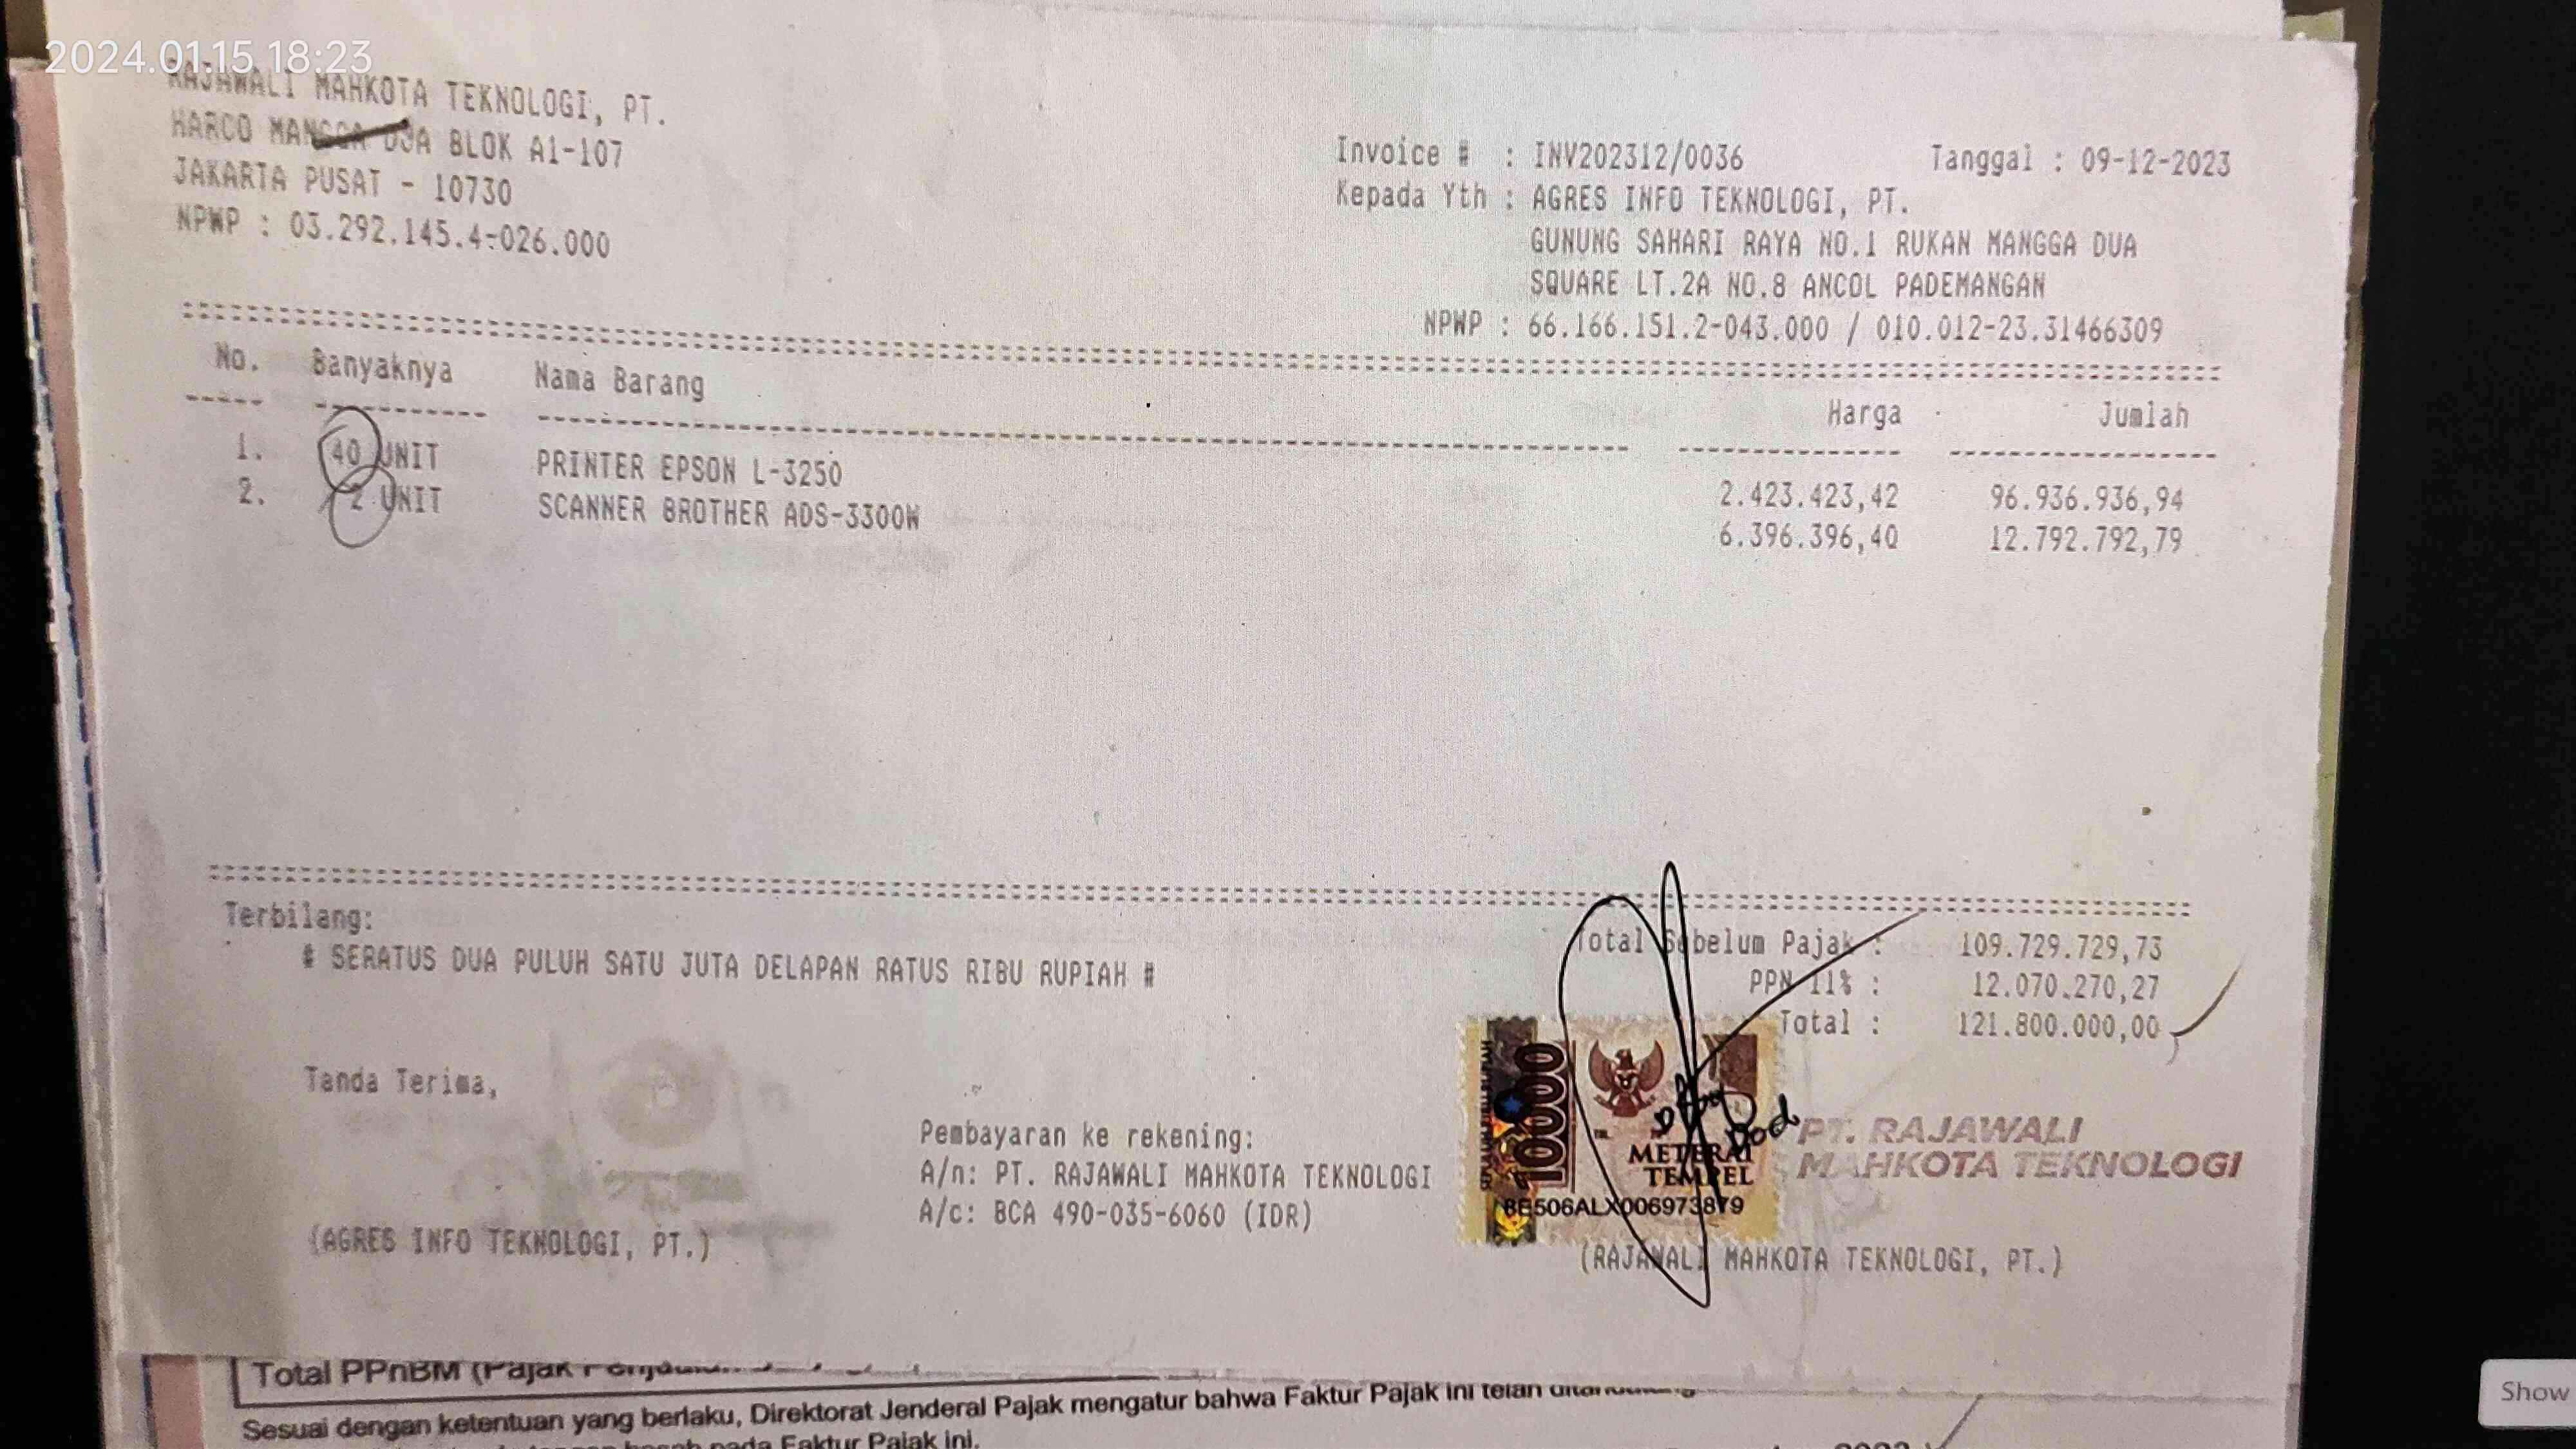 2024.01.15 18:23
RAJAWALI MAHKOTA TEKNOLOGI, PT.
HARCO MANGGA DUA BLOK A1-107
JAKARTA PUSAT - 10730
NPWP : 03.292.145.4-026.000
Invoice # : INV202312/0036 Tanggal : 09-12-2023
Kepada Yth : AGRES INFO TEKNOLOGI, PT.
GUNUNG SAHARI RAYA NO.1 RUKAN MANGGA DUA
SQUARE LT.2A NO.8 ANCOL PADEMANGAN
NPWP : 66.166.151.2-043.000 / 010.012-23.31466309
No. Banyaknya Nama Barang Harga Jumlah
1. 40 UNIT PRINTER EPSON L-3250 2.423.423,42 96.936.936,94
2. 2 UNIT SCANNER BROTHER ADS-3300W 6.396.396,40 12.792.792,79
Terbilang:
# SERATUS DUA PULUH SATU JUTA DELAPAN RATUS RIBU RUPIAH #
Total Sebelum Pajak : 109.729.729,73
PPN 11% : 12.070.270,27
Total : 121.800.000,00
Tanda Terima,
(AGRES INFO TEKNOLOGI, PT.)
Pembayaran ke rekening:
A/n: PT. RAJAWALI MAHKOTA TEKNOLOGI
A/c: BCA 490-035-6060 (IDR)
10000
METERAI
TEMPEL
8E506ALX006973879
PT. RAJAWALI
MAHKOTA TEKNOLOGI
(RAJAWALI MAHKOTA TEKNOLOGI, PT.)
Total PPnBM (Pajak
Sesuai dengan ketentuan yang berlaku, Direktorat Jenderal Pajak mengatur bahwa Faktur Pajak ini telah
pada Faktur Pajak ini.
Show